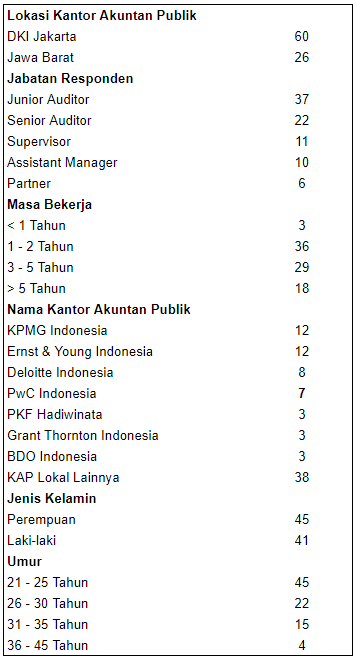 Lokasi Kantor Akuntan Publik
DKI Jakarta 60
Jawa Barat 26
Jabatan Responden
Junior Auditor 37
Senior Auditor 22
Supervisor 11
Assistant Manager 10
Partner 6
Masa Bekerja
< 1 Tahun 3
1 - 2 Tahun 36
3 - 5 Tahun 29
> 5 Tahun 18
Nama Kantor Akuntan Publik
KPMG Indonesia 12
Ernst & Young Indonesia 12
Deloitte Indonesia 8
PwC Indonesia 7
PKF Hadiwinata 3
Grant Thornton Indonesia 3
BDO Indonesia 3
KAP Lokal Lainnya 38
Jenis Kelamin
Perempuan 45
Laki-laki 41
Umur
21 - 25 Tahun 45
26 - 30 Tahun 22
31 - 35 Tahun 15
36 - 45 Tahun 4